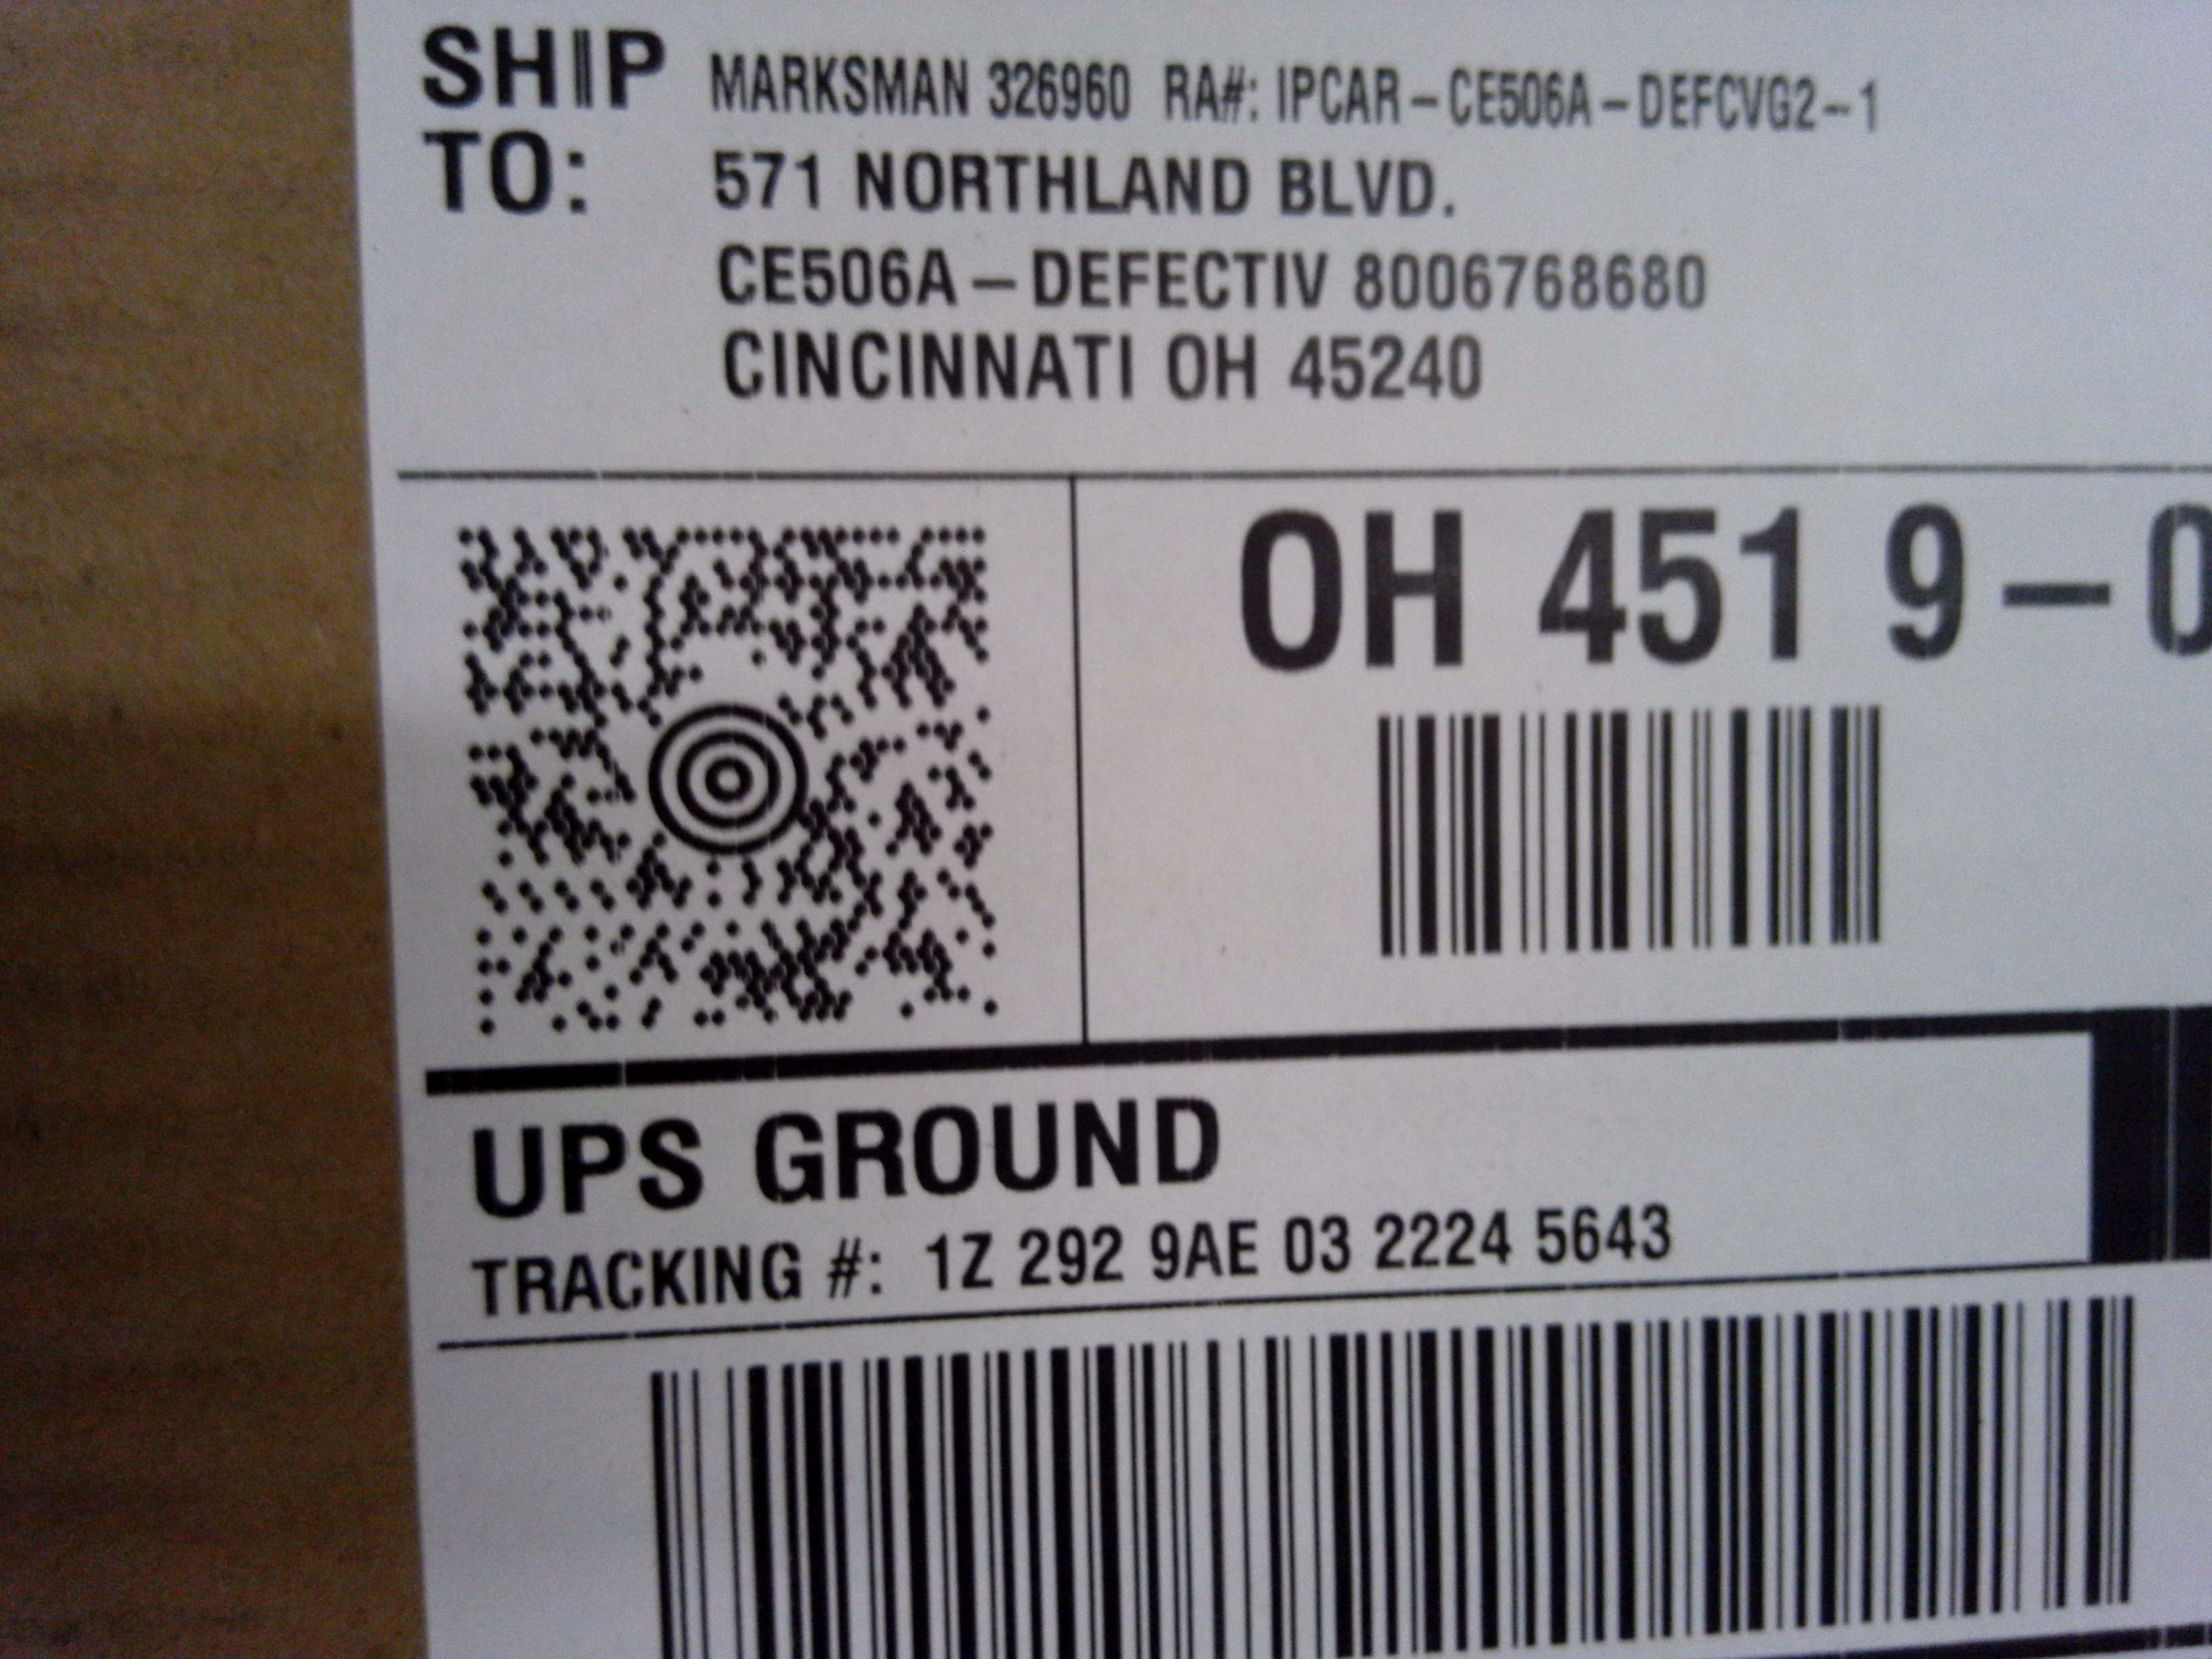 SHIP TO:
MARKSMAN 326960 RA#: IPCAR-CE506A-DEFCVG2-1
571 NORTHLAND BLVD.
CE506A-DEFECTIV 8006768680
CINCINNATI OH 45240
OH 451 9-0
UPS GROUND
TRACKING #: 1Z 292 9AE 03 2224 5643